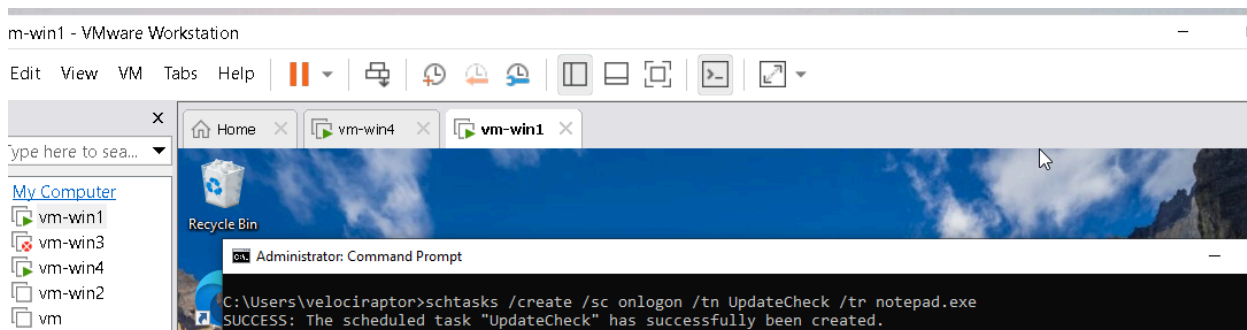 m-win1 - VMware Workstation
Edit View VM Tabs Help
Home vm-win4 vm-win1
Type here to sea...
My Computer
vm-win1
vm-win3
vm-win4
vm-win2
vm
Recycle Bin
Administrator: Command Prompt
C:\Users\velociraptor>schtasks /create /sc onlogon /tn UpdateCheck /tr notepad.exe
SUCCESS: The scheduled task "UpdateCheck" has successfully been created.